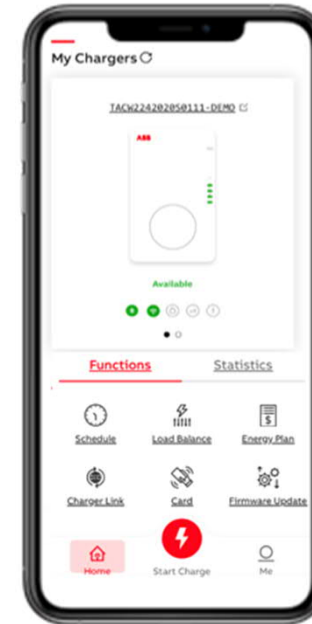 My Chargers
TACW224202050111-DEMO
ABB
Available
Functions Statistics
Schedule Load Balance Energy Plan
Charger Link Card Firmware Update
Home Start Charge Me